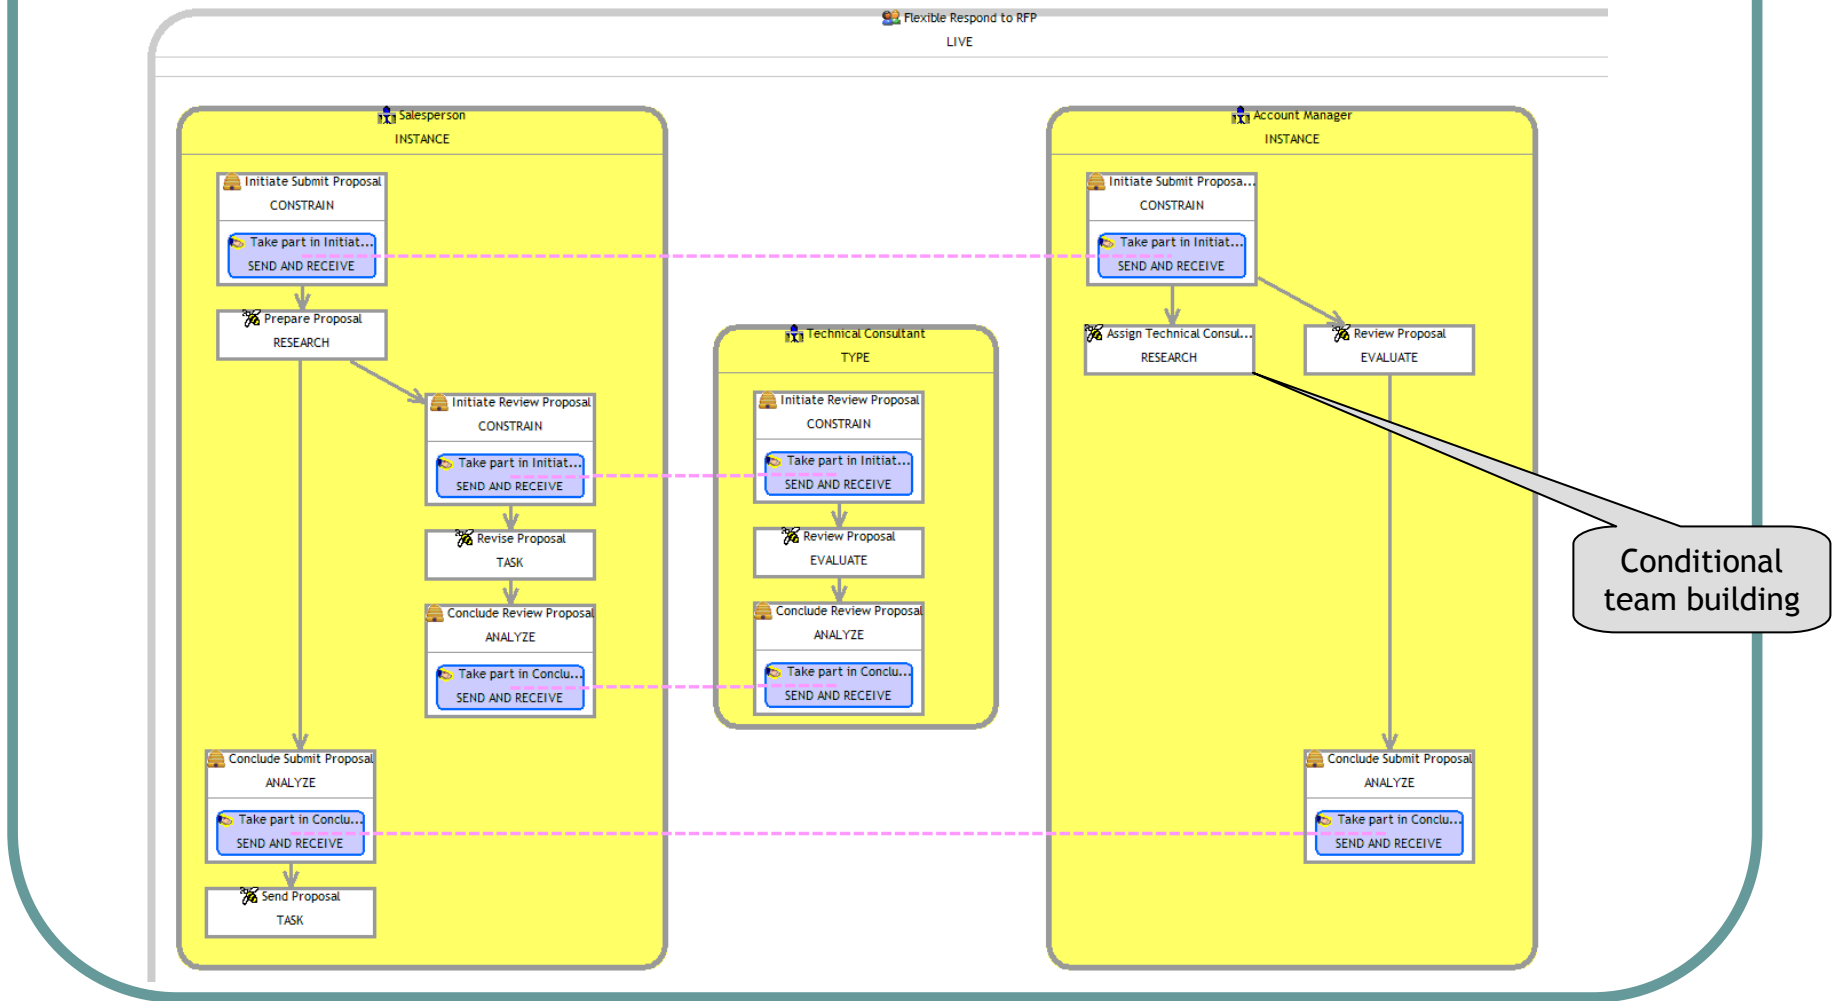 Flexible Respond to RFP
LIVE
Salesperson
INSTANCE
Initiate Submit Proposal
CONSTRAIN
Take part in Initiat...
SEND AND RECEIVE
Prepare Proposal
RESEARCH
Initiate Review Proposal
CONSTRAIN
Take part in Initiat...
SEND AND RECEIVE
Revise Proposal
TASK
Conclude Review Proposal
ANALYZE
Take part in Conclu...
SEND AND RECEIVE
Conclude Submit Proposal
ANALYZE
Take part in Conclu...
SEND AND RECEIVE
Send Proposal
TASK
Technical Consultant
TYPE
Initiate Review Proposal
CONSTRAIN
Take part in Initiat...
SEND AND RECEIVE
Review Proposal
EVALUATE
Conclude Review Proposal
ANALYZE
Take part in Conclu...
SEND AND RECEIVE
Account Manager
INSTANCE
Initiate Submit Proposa...
CONSTRAIN
Take part in Initiat...
SEND AND RECEIVE
Assign Technical Consul...
RESEARCH
Review Proposal
EVALUATE
Conclude Submit Proposal
ANALYZE
Take part in Conclu...
SEND AND RECEIVE
Conditional
team building